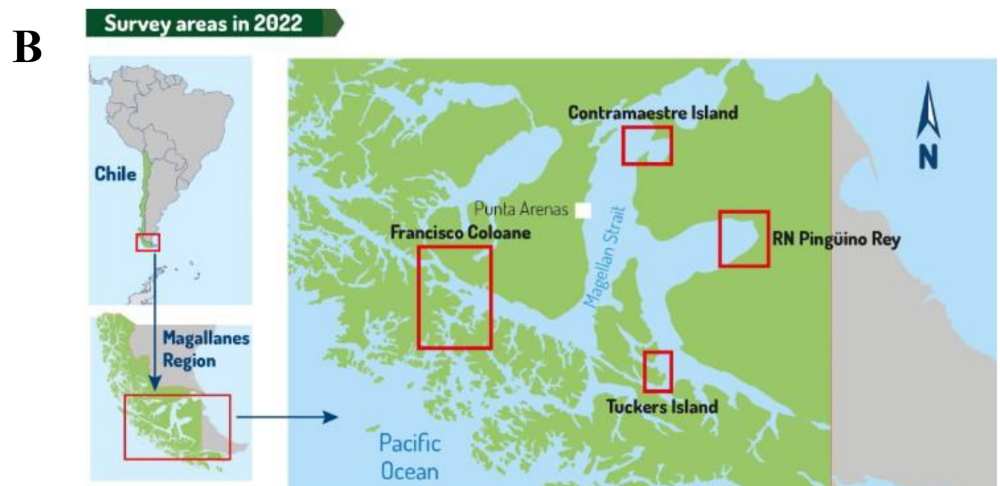 B
Survey areas in 2022
Chile
Magallanes
Region
Contramaestre Island
N
Punta Arenas
Francisco Coloane
Magellan Strait
RN Pingüino Rey
Tuckers Island
Pacific
Ocean